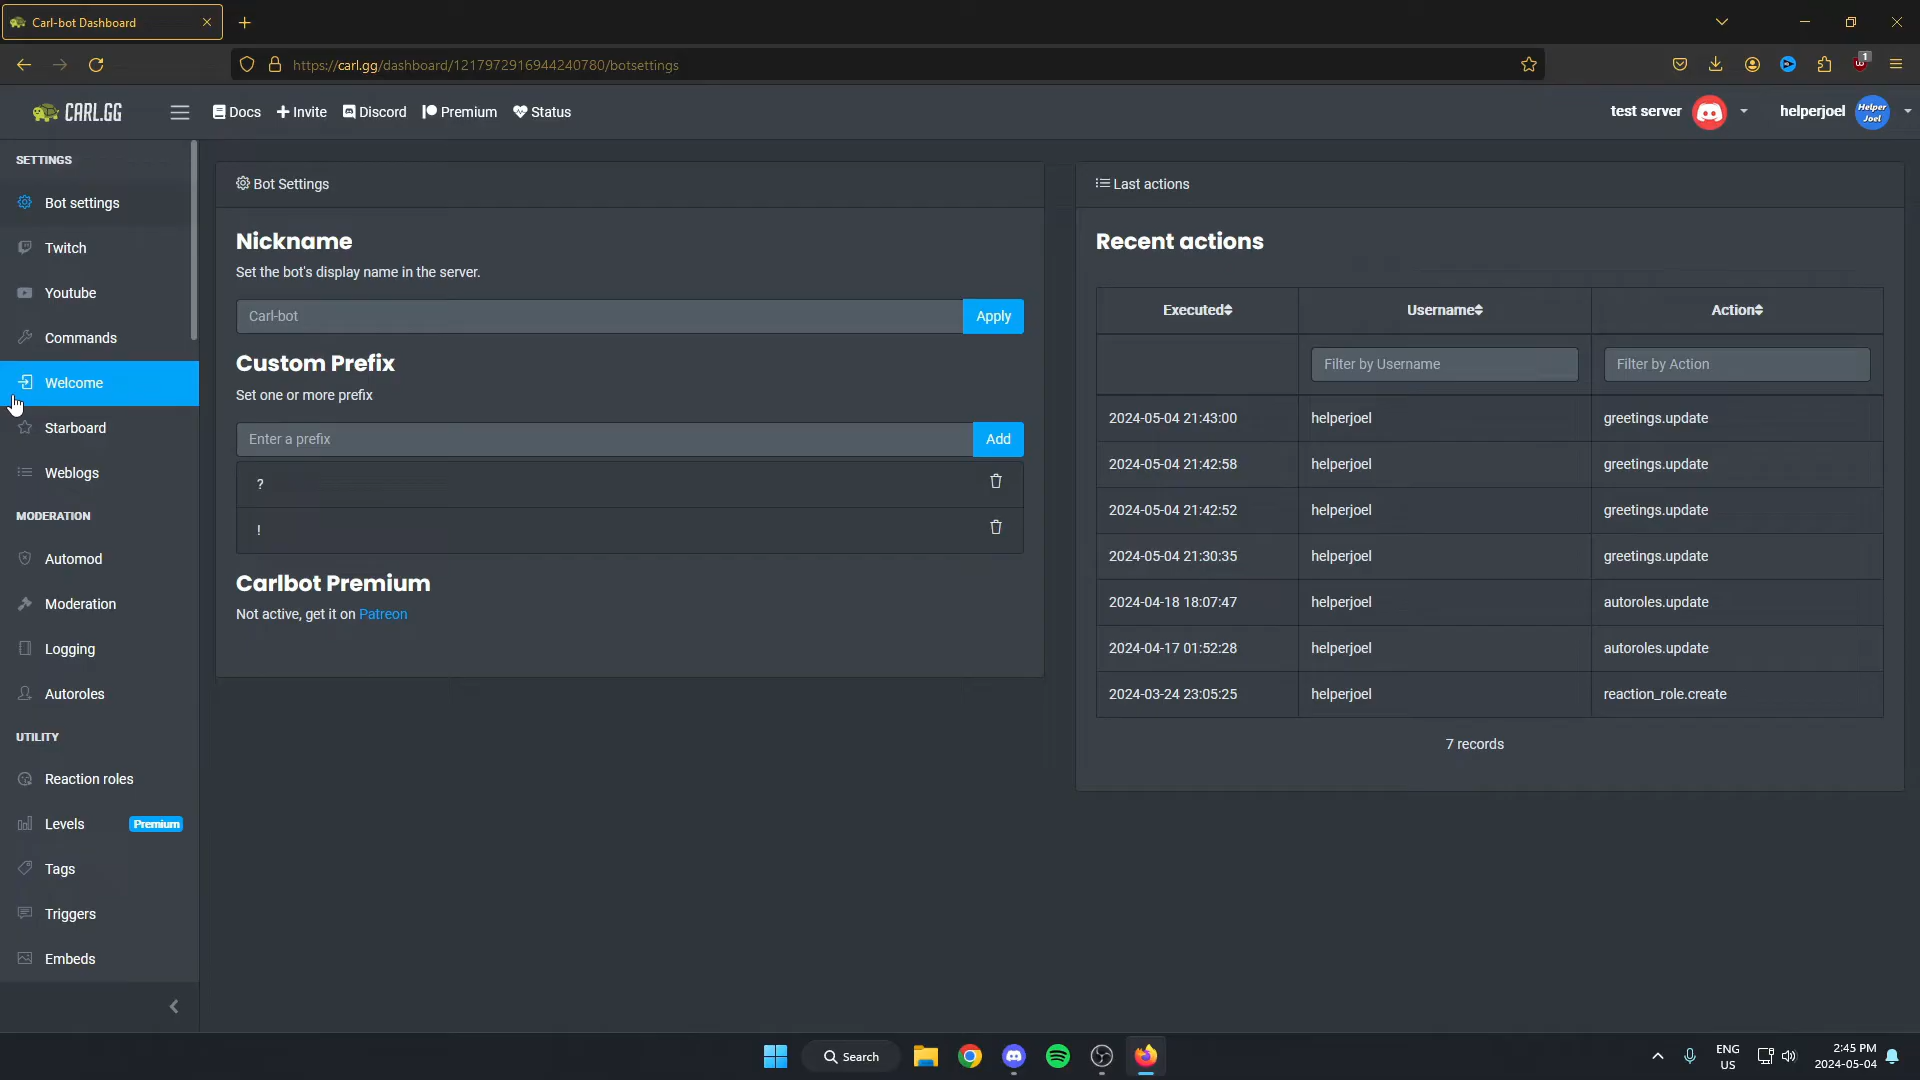 Carl-bot Dashboard
https://carl.gg/dashboard/1217972916944240780/botsettings
1
CARL.GG
Docs
Invite
Discord
Premium
Status
test server
helperjoel
Helper
Joel
SETTINGS
Bot settings
Twitch
Youtube
Commands
Welcome
Starboard
Weblogs
MODERATION
Automod
Moderation
Logging
Autoroles
UTILITY
Reaction roles
Levels Premium
Tags
Triggers
Embeds
Bot Settings
Nickname
Set the bot's display name in the server.
Carl-bot Apply
Custom Prefix
Set one or more prefix
Enter a prefix Add
?
!
Carlbot Premium
Not active, get it on Patreon
Last actions
Recent actions
Executed Username Action
Filter by Username Filter by Action
2024-05-04 21:43:00 helperjoel greetings.update
2024-05-04 21:42:58 helperjoel greetings.update
2024-05-04 21:42:52 helperjoel greetings.update
2024-05-04 21:30:35 helperjoel greetings.update
2024-04-18 18:07:47 helperjoel autoroles.update
2024-04-17 01:52:28 helperjoel autoroles.update
2024-03-24 23:05:25 helperjoel reaction_role.create
7 records
Search
ENG
US
2:45 PM
2024-05-04